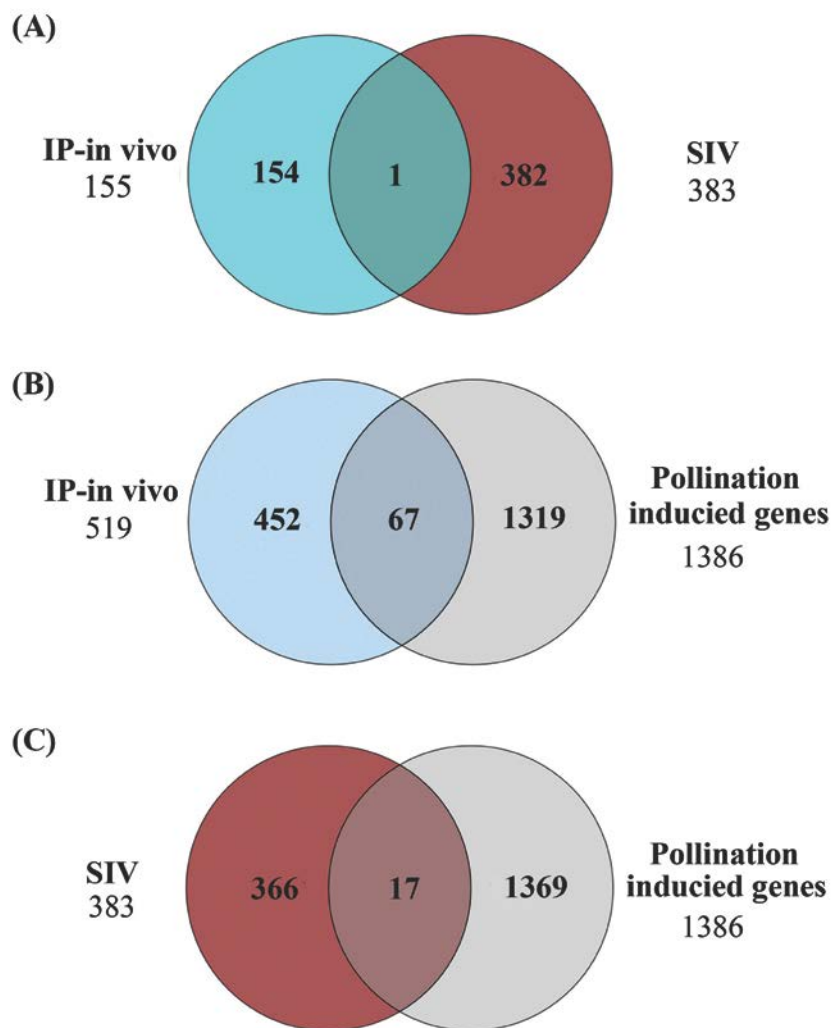 (A)
IP-in vivo
155
154
1
382
SIV
383
(B)
IP-in vivo
519
452
67
1319
Pollination
inducied genes
1386
(C)
SIV
383
366
17
1369
Pollination
inducied genes
1386